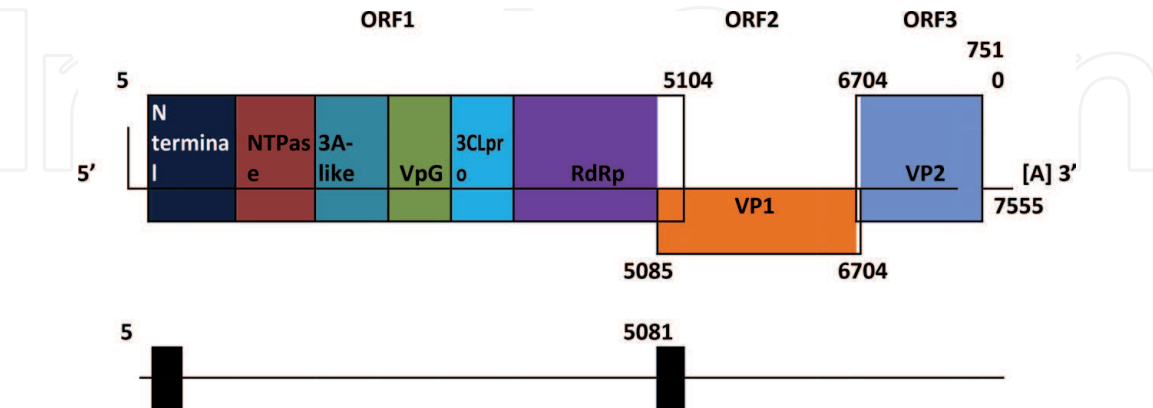 ORF1 ORF2 ORF3
751
5 5104 6704 0
N
termina
l
NTPas
e
3A-
like
VpG
3CLpr
o
RdRp
VP1
VP2
5’ [A] 3’
7555
5085 6704
5 5081